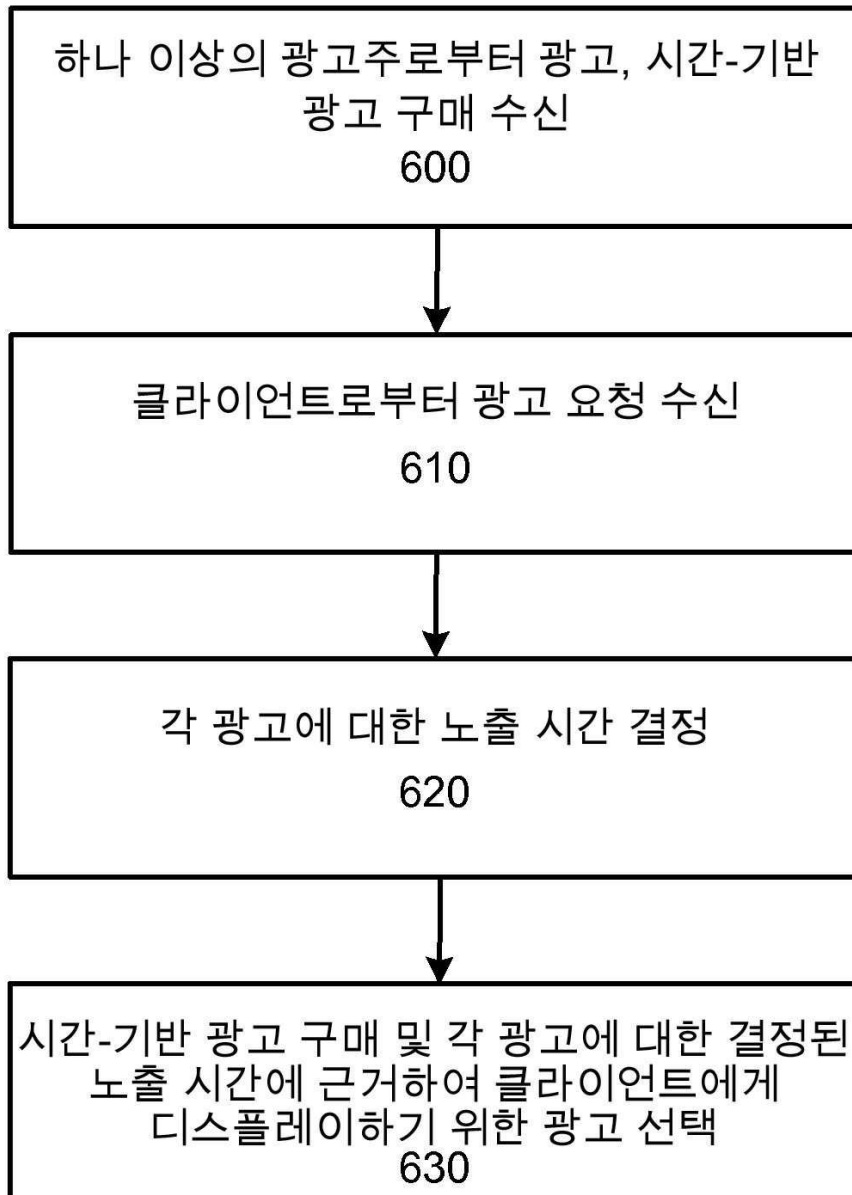 하나 이상의 광고주로부터 광고, 시간-기반
광고 구매 수신
600
클라이언트로부터 광고 요청 수신
610
각 광고에 대한 노출 시간 결정
620
시간-기반 광고 구매 및 각 광고에 대한 결정된
노출 시간에 근거하여 클라이언트에게
디스플레이하기 위한 광고 선택
630